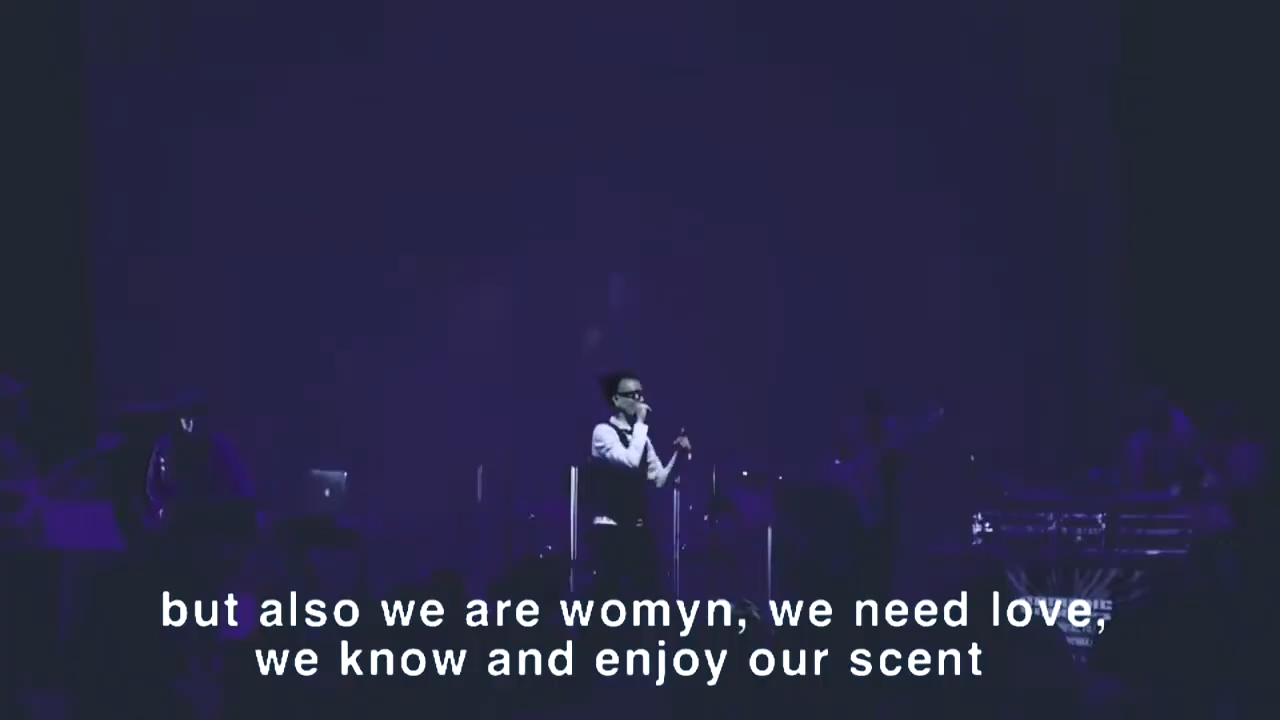 but also we are womyn, we need love,
we know and enjoy our scent